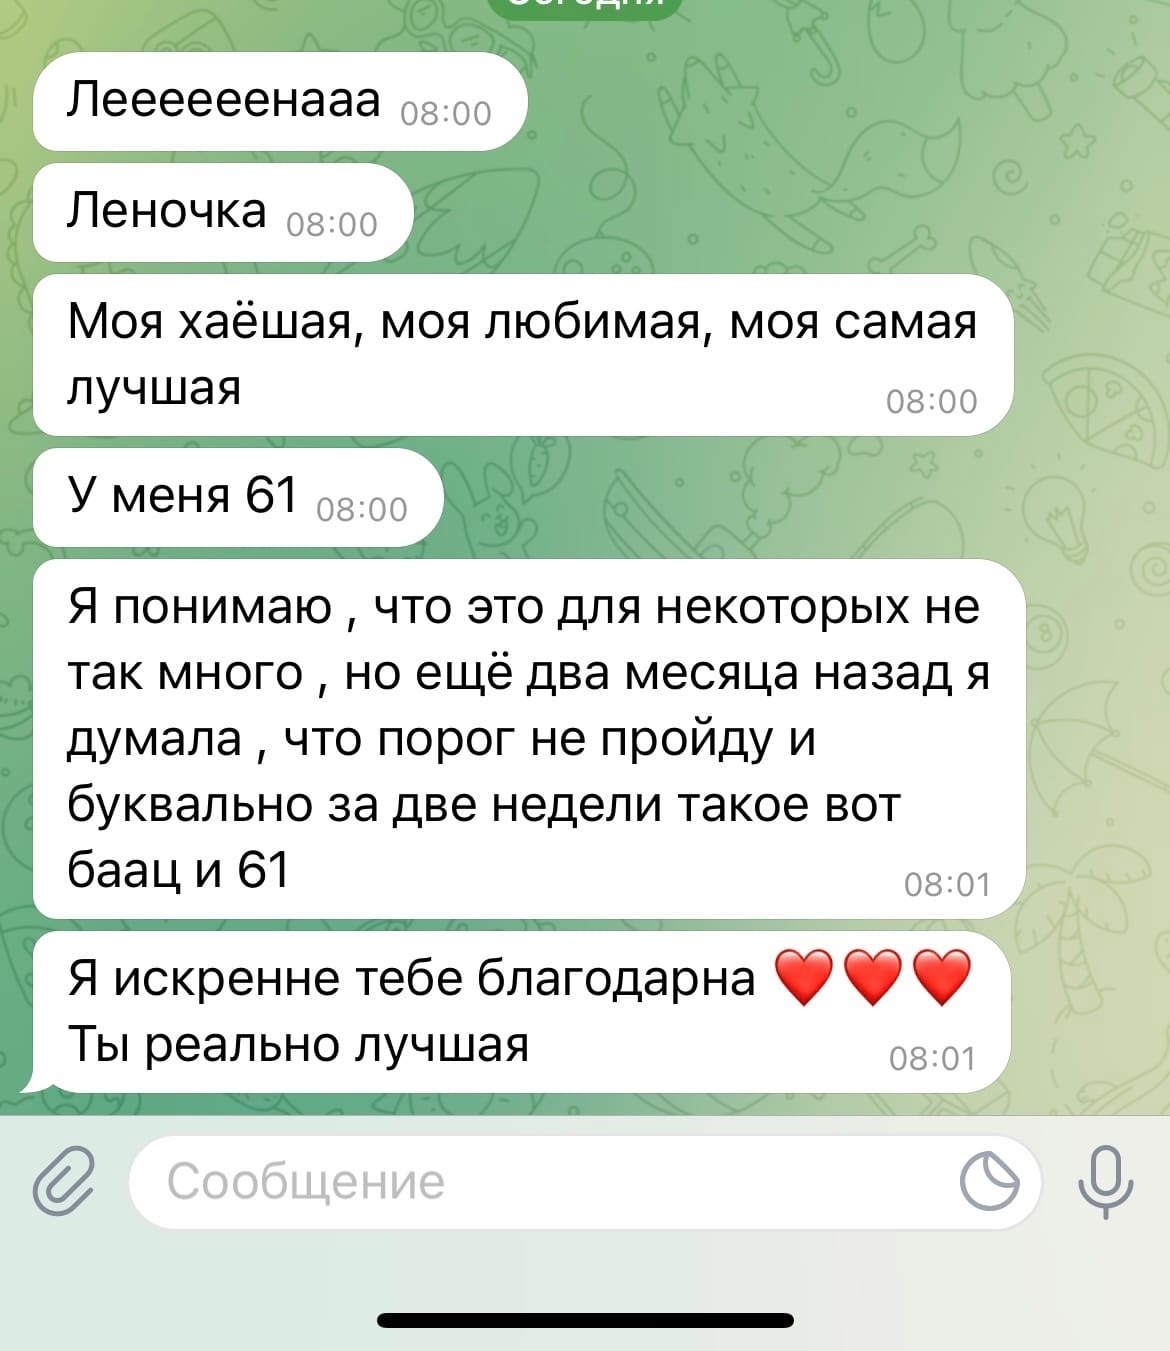 Сегодня
Леееееенааа 08:00
Леночка 08:00
Моя хаёшая, моя любимая, моя самая
лучшая 08:00
У меня 61 08:00
Я понимаю , что это для некоторых не
так много , но ещё два месяца назад я
думала , что порог не пройду и
буквально за две недели такое вот
баац и 61 08:01
Я искренне тебе благодарна ❤️❤️❤️
Ты реально лучшая 08:01
Сообщение